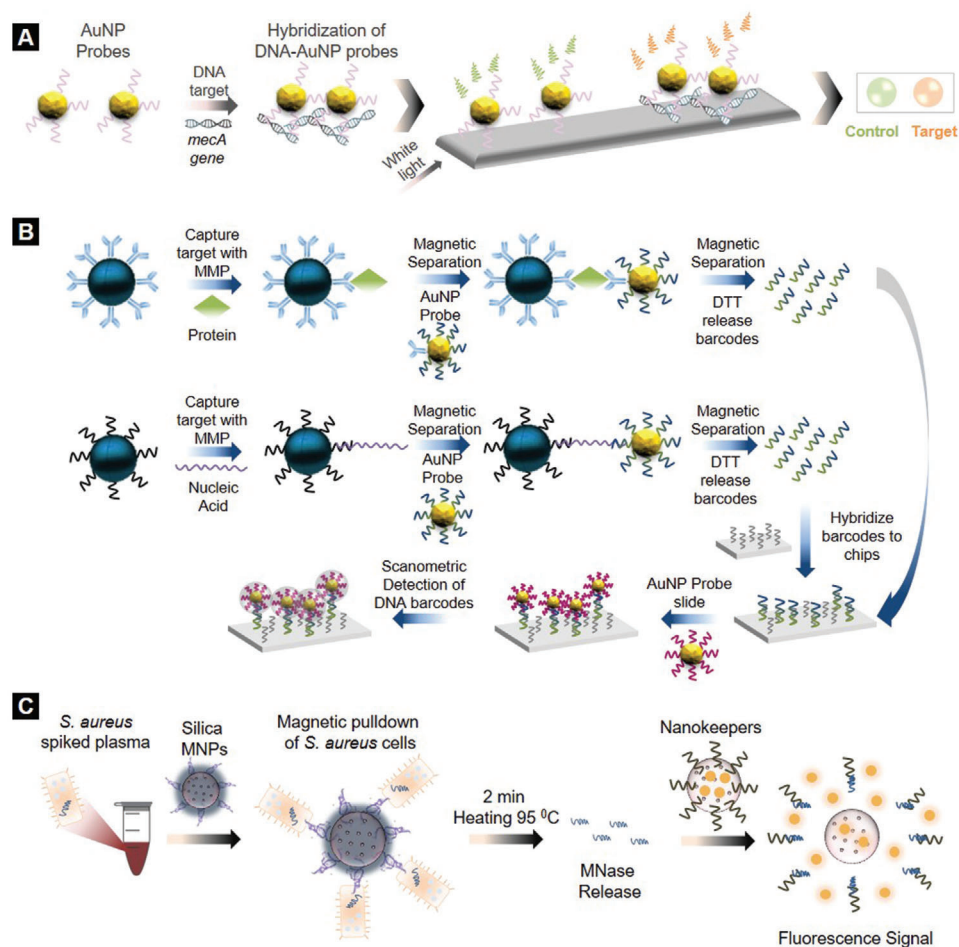 A
AuNP
Probes
DNA
target
mecA
gene
Hybridization of
DNA-AuNP probes
White
light
Control
Target
B
Capture
target with
MMP
Protein
Magnetic
Separation
AuNP
Probe
Magnetic
Separation
DTT
release
barcodes
Capture
target with
MMP
Nucleic
Acid
Magnetic
Separation
AuNP
Probe
Magnetic
Separation
DTT
release
barcodes
Hybridize
barcodes to
chips
AuNP Probe
slide
Scanometric
Detection of
DNA barcodes
C
S. aureus
spiked plasma
Silica
MNPs
Magnetic pulldown
of S. aureus cells
2 min
Heating 95 ⁰C
MNase
Release
Nanokeepers
Fluorescence Signal